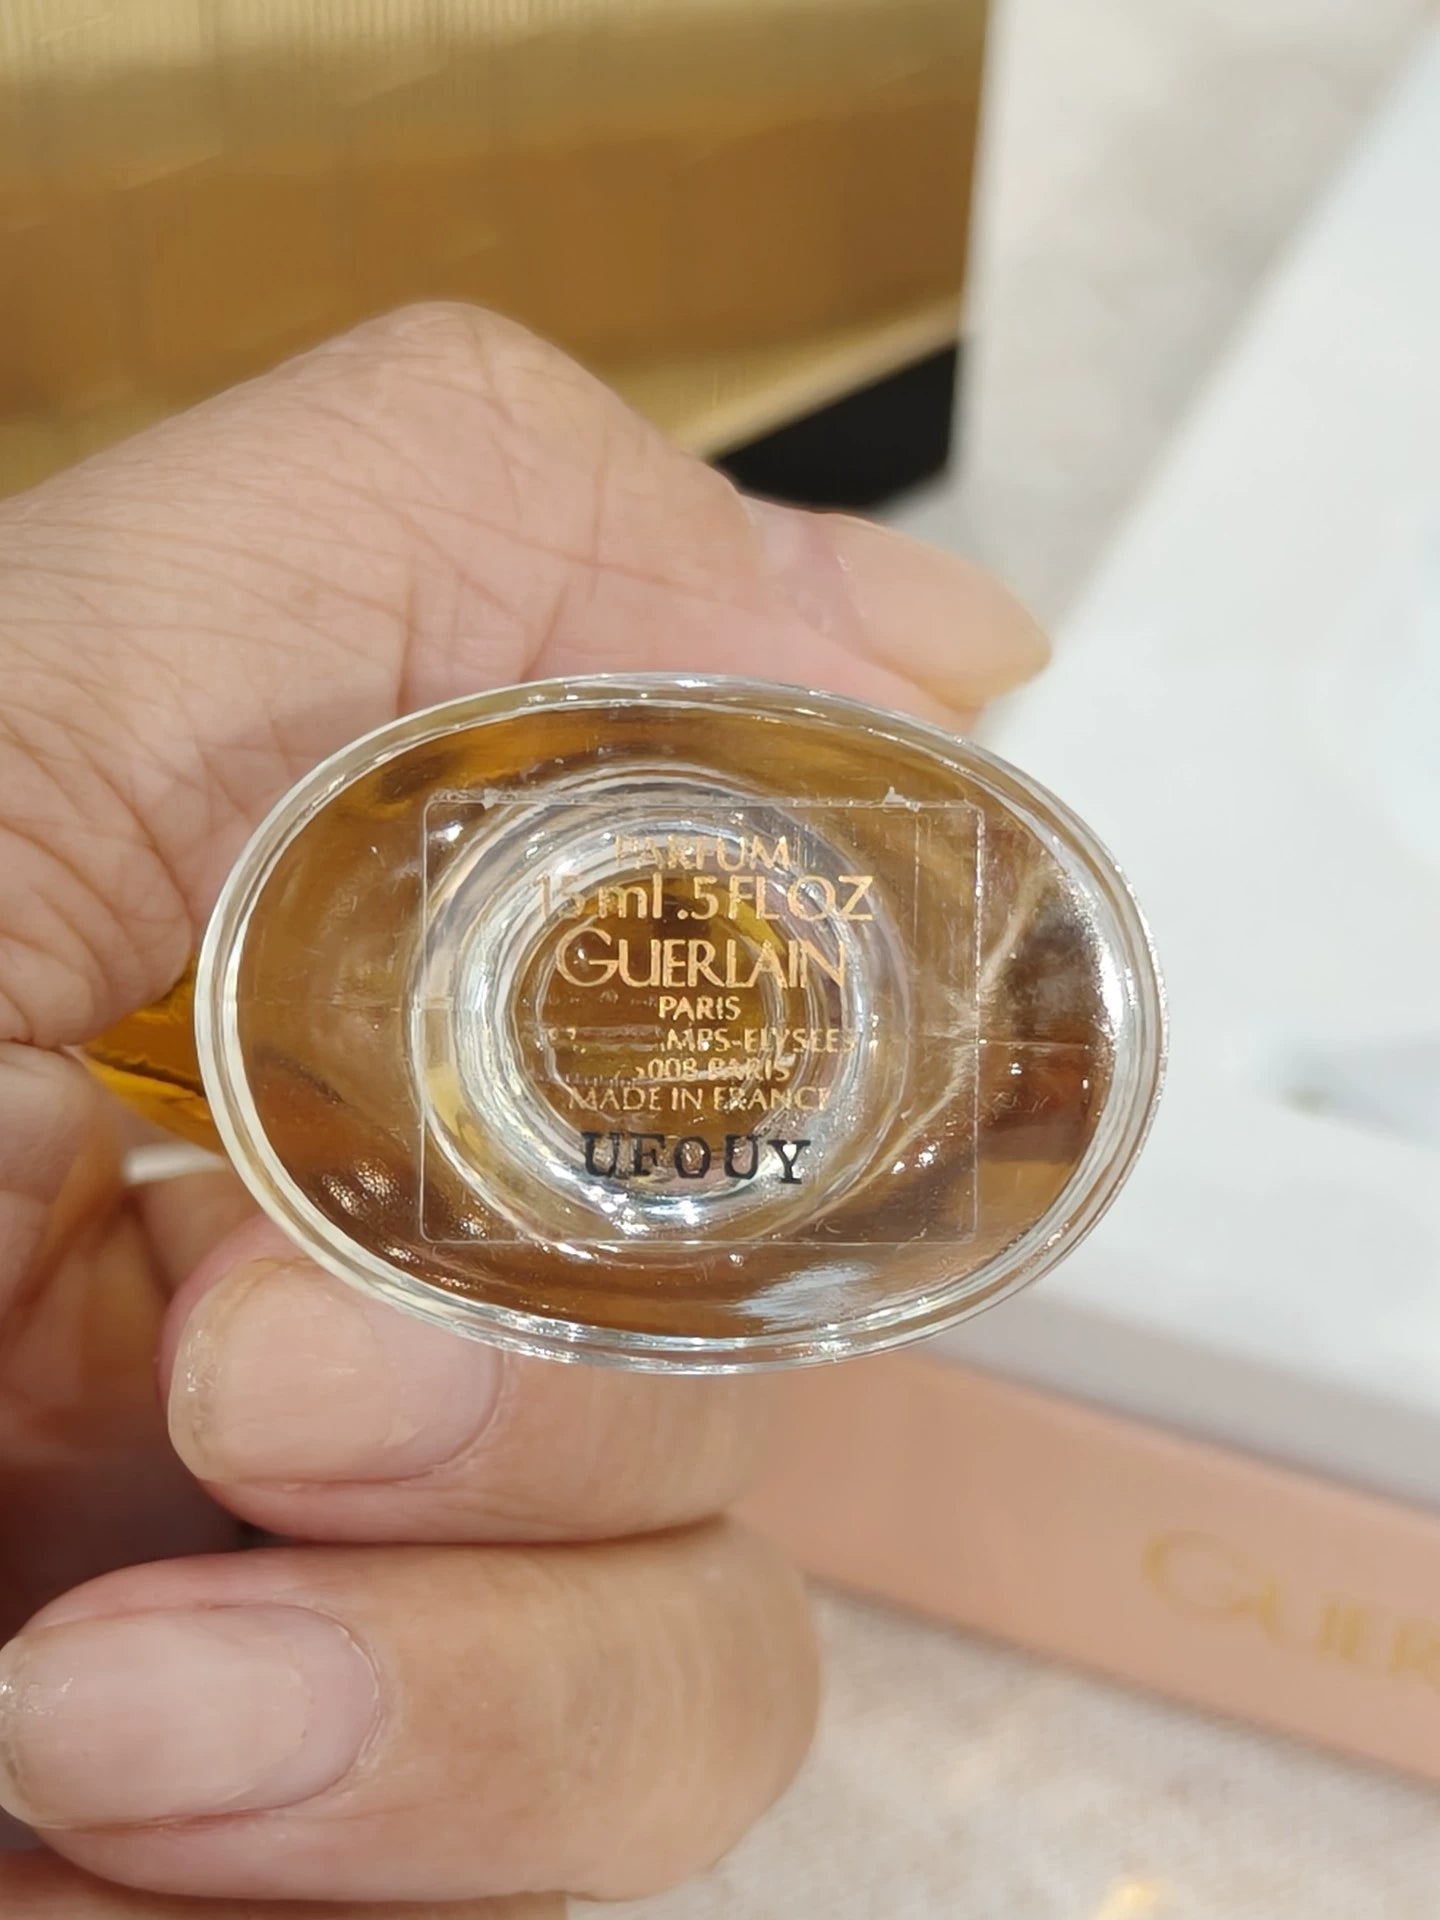 PARFUM
15 ml .5 FL OZ
GUERLAIN
PARIS
MADE IN FRANCE
UFOUY